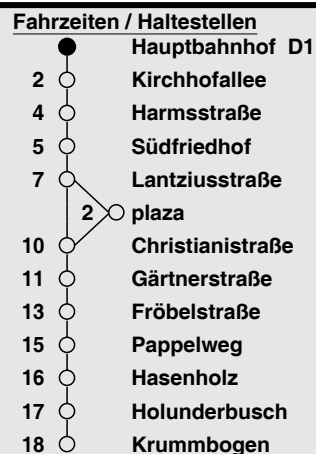 Fahrzeiten / Haltestellen
Hauptbahnhof D1
2 Kirchhofallee
4 Harmsstraße
5 Südfriedhof
7 Lantziusstraße
2 plaza
10 Christianistraße
11 Gärtnerstraße
13 Fröbelstraße
15 Pappelweg
16 Hasenholz
17 Holunderbusch
18 Krummbogen